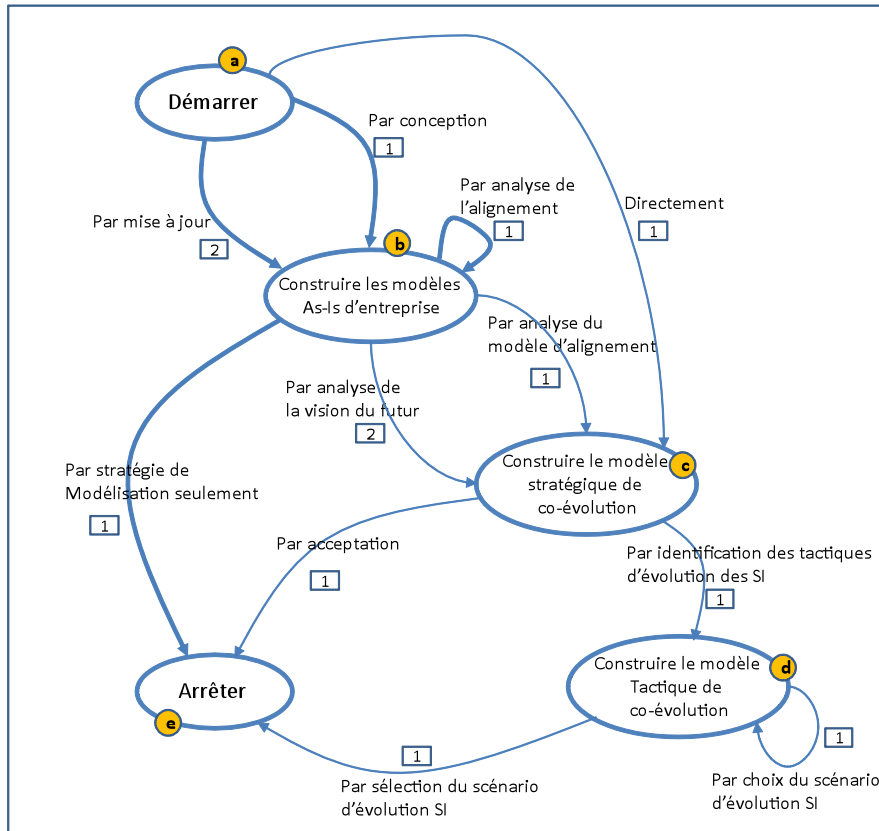 a
Démarrer
Par conception
1
Par mise à jour
2
Par analyse de
l'alignement
1
Directement
1
b
Construire les modèles
As-Is d'entreprise
Par analyse du
modèle d'alignement
1
Par analyse de
la vision du futur
2
c
Construire le modèle
stratégique de
co-évolution
Par stratégie de
Modélisation seulement
1
Par acceptation
1
Par identification des tactiques
d'évolution des SI
1
d
Construire le modèle
Tactique de
co-évolution
Arrêter
e
1
Par sélection du scénario
d'évolution SI
1
Par choix du scénario
d'évolution SI